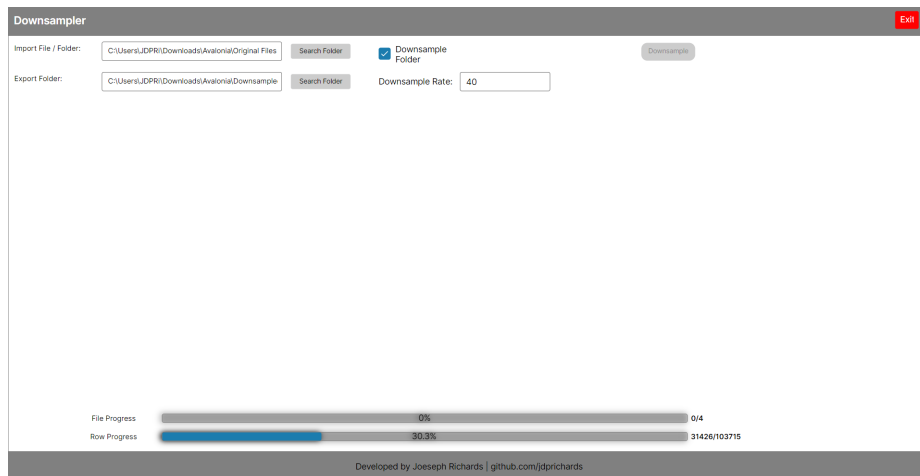 Downsampler
Exit
Import File / Folder:
C:\Users\JDPRi\Downloads\Avalonia\Original Files
Search Folder
Downsample
Folder
Downsample
Export Folder:
C:\Users\JDPRi\Downloads\Avalonia\Downsample
Search Folder
Downsample Rate:
40
File Progress
0%
0/4
Row Progress
30.3%
31426/103715
Developed by Joeseph Richards | github.com/jdprichards